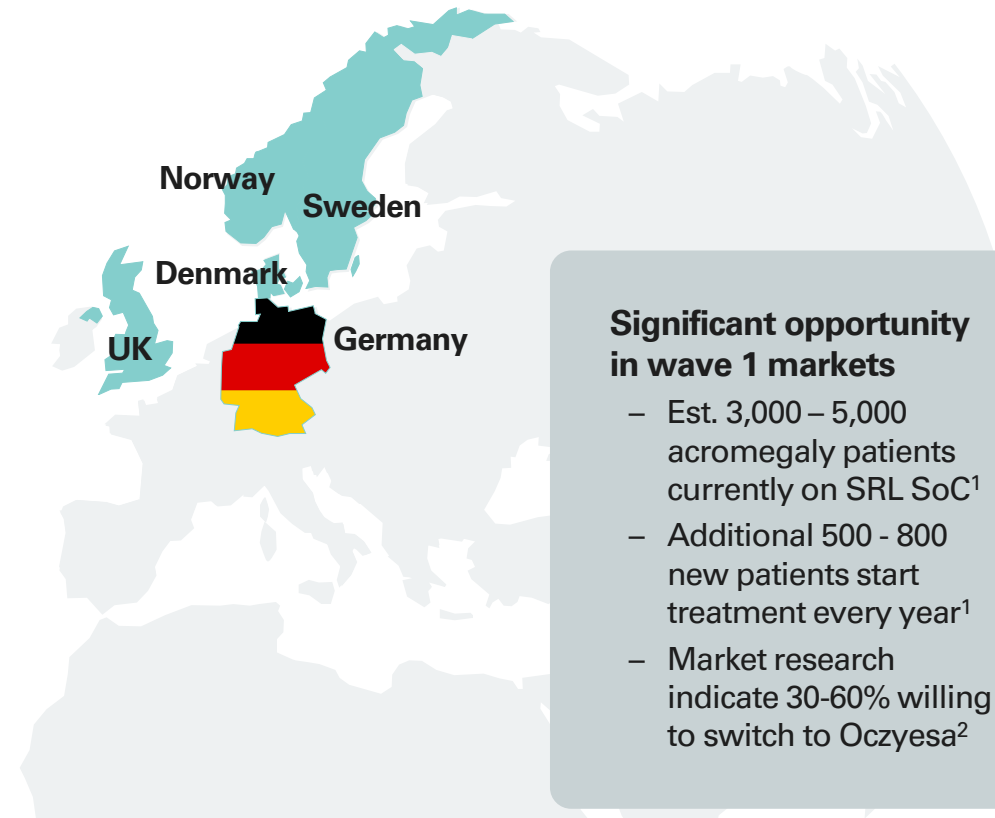 Norway
Sweden
Denmark
UK
Germany
Significant opportunity
in wave 1 markets
– Est. 3,000 – 5,000
acromegaly patients
currently on SRL SoC¹
– Additional 500 - 800
new patients start
treatment every year¹
– Market research
indicate 30-60% willing
to switch to Oczyesa²